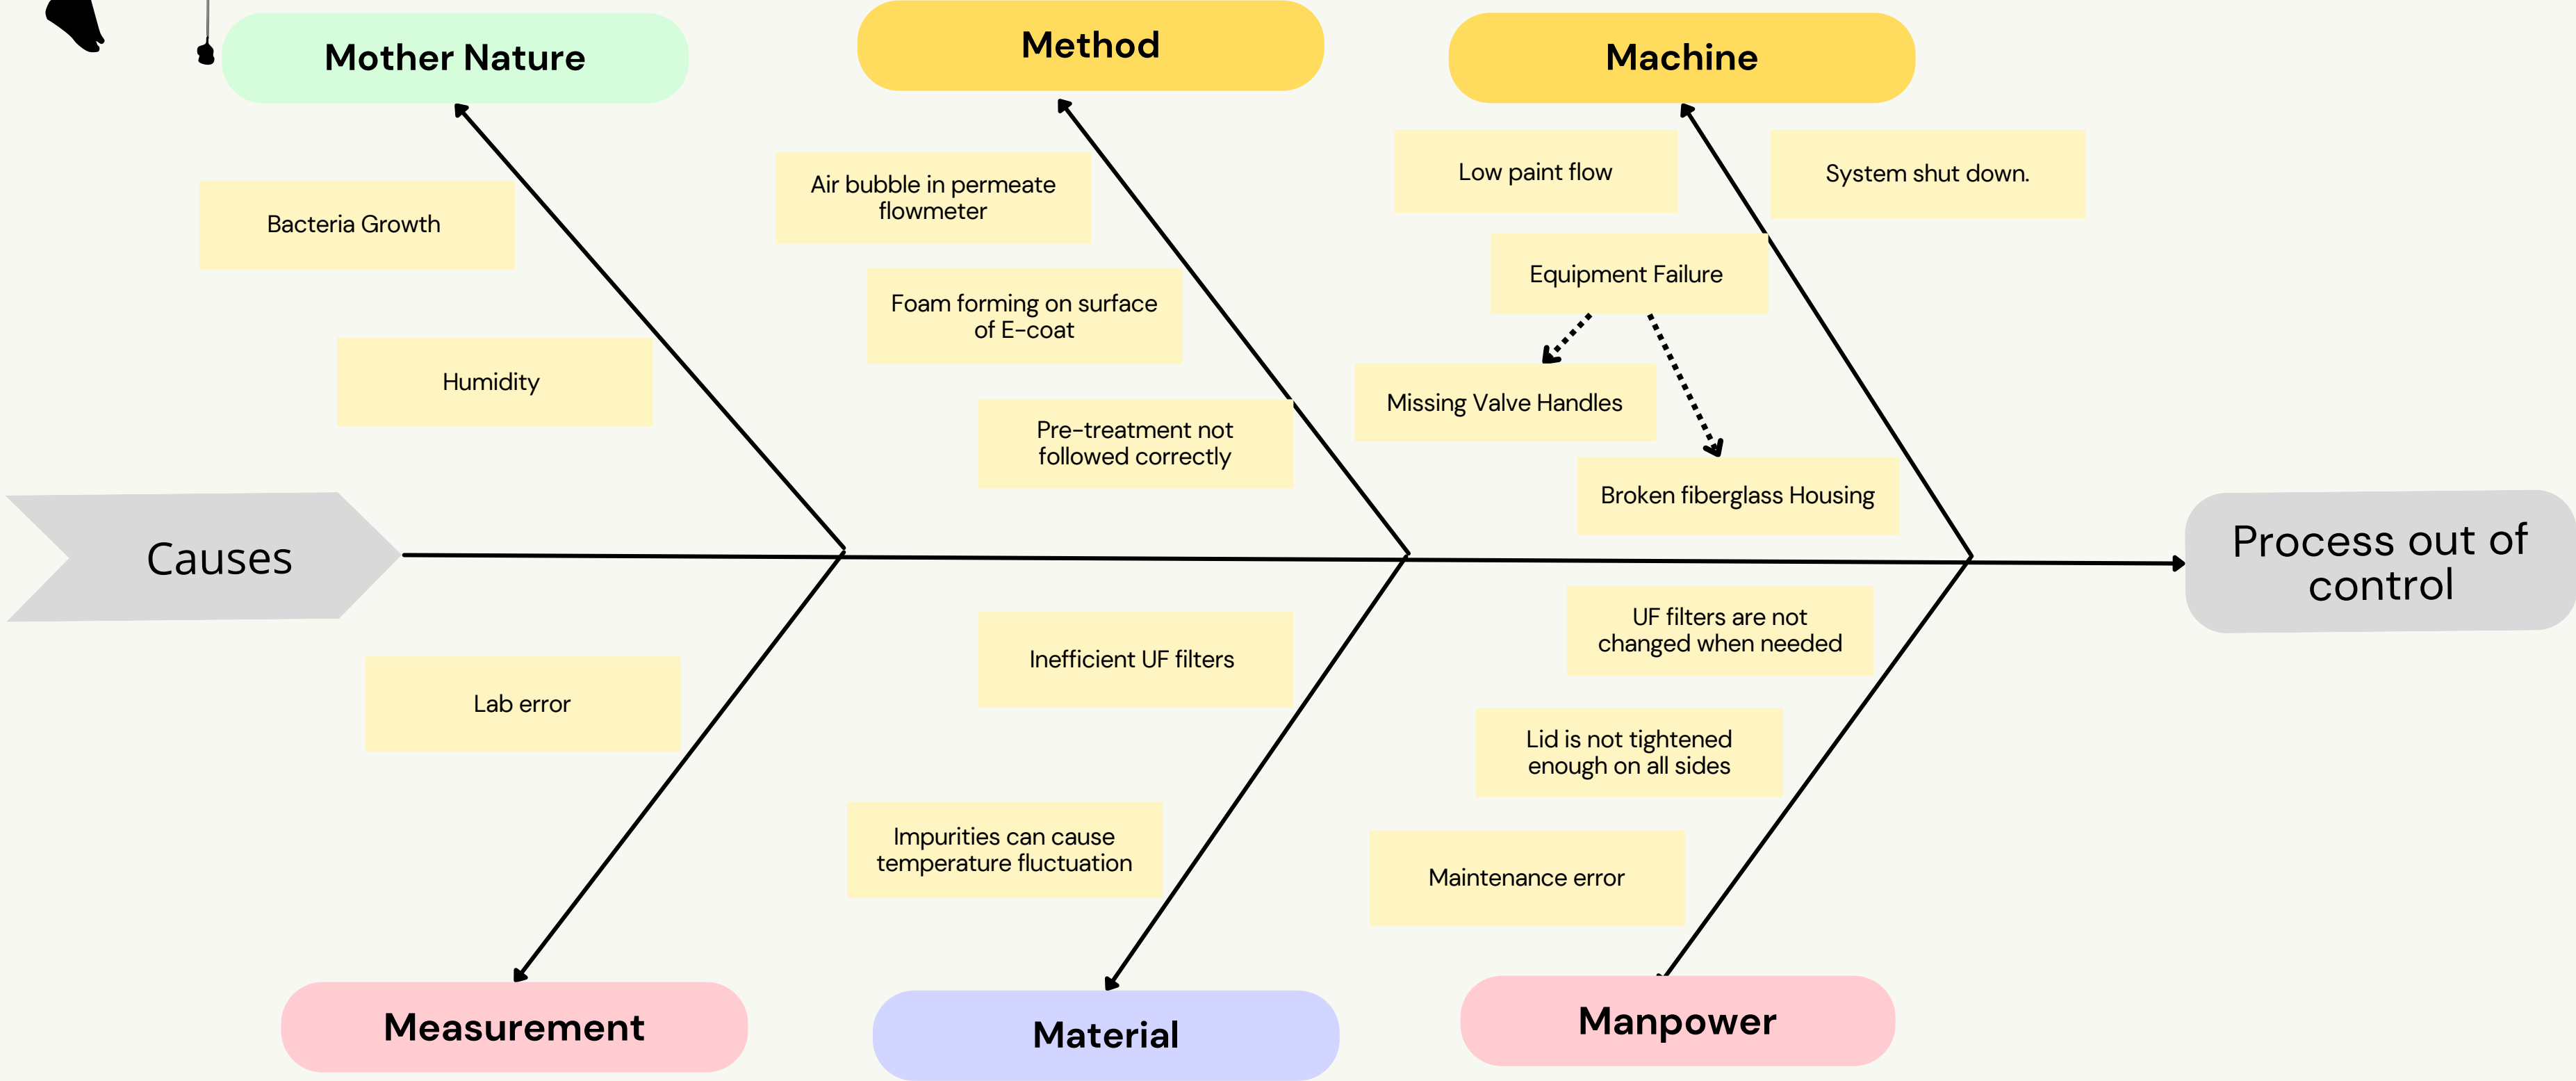 Mother Nature
Method
Machine
Low paint flow
System shut down.
Air bubble in permeate
flowmeter
Bacteria Growth
Equipment Failure
Foam forming on surface
of E-coat
Humidity
Missing Valve Handles
Pre-treatment not
followed correctly
Broken fiberglass Housing
Causes
Process out of
control
UF filters are not
changed when needed
Inefficient UF filters
Lab error
Lid is not tightened
enough on all sides
Impurities can cause
temperature fluctuation
Maintenance error
Measurement
Material
Manpower